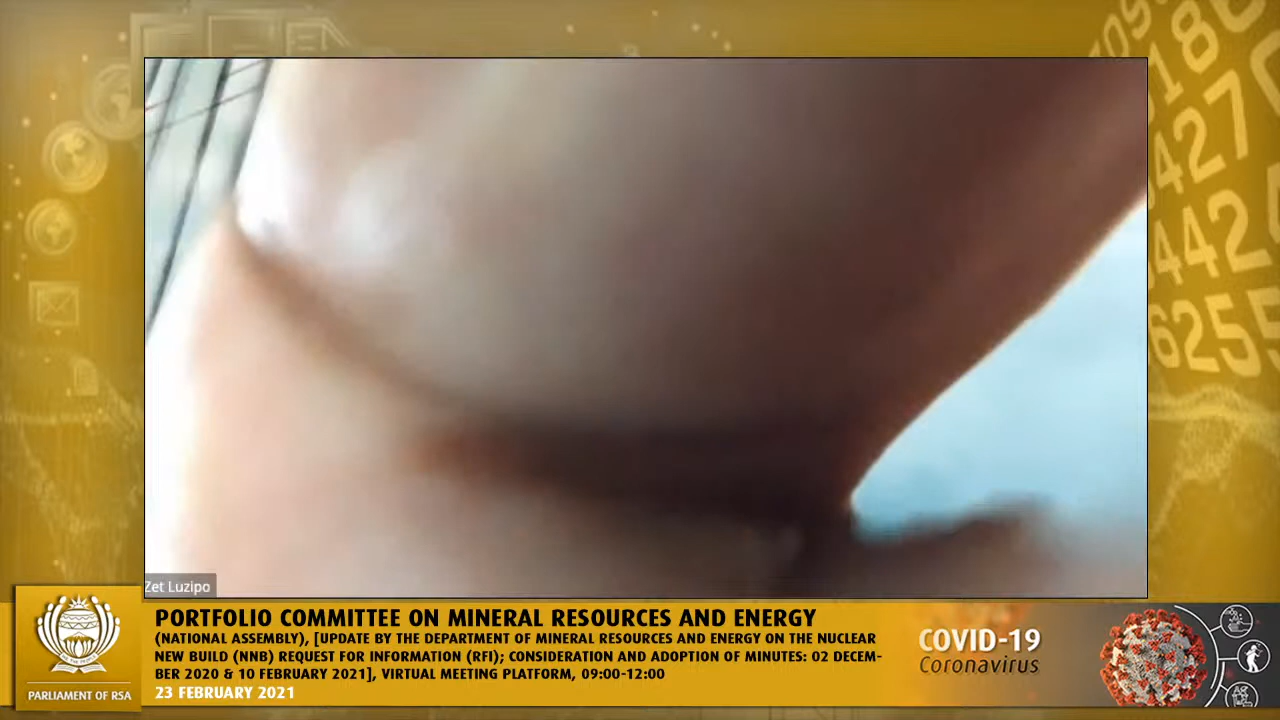 Zet Luzipo
PORTFOLIO COMMITTEE ON MINERAL RESOURCES AND ENERGY
(NATIONAL ASSEMBLY), [UPDATE BY THE DEPARTMENT OF MINERAL RESOURCES AND ENERGY ON THE NUCLEAR
NEW BUILD (NNB) REQUEST FOR INFORMATION (RFI); CONSIDERATION AND ADOPTION OF MINUTES: 02 DECEM-
BER 2020 & 10 FEBRUARY 2021], VIRTUAL MEETING PLATFORM, 09:00-12:00
23 FEBRUARY 2021
PARLIAMENT OF RSA
COVID-19
Coronavirus